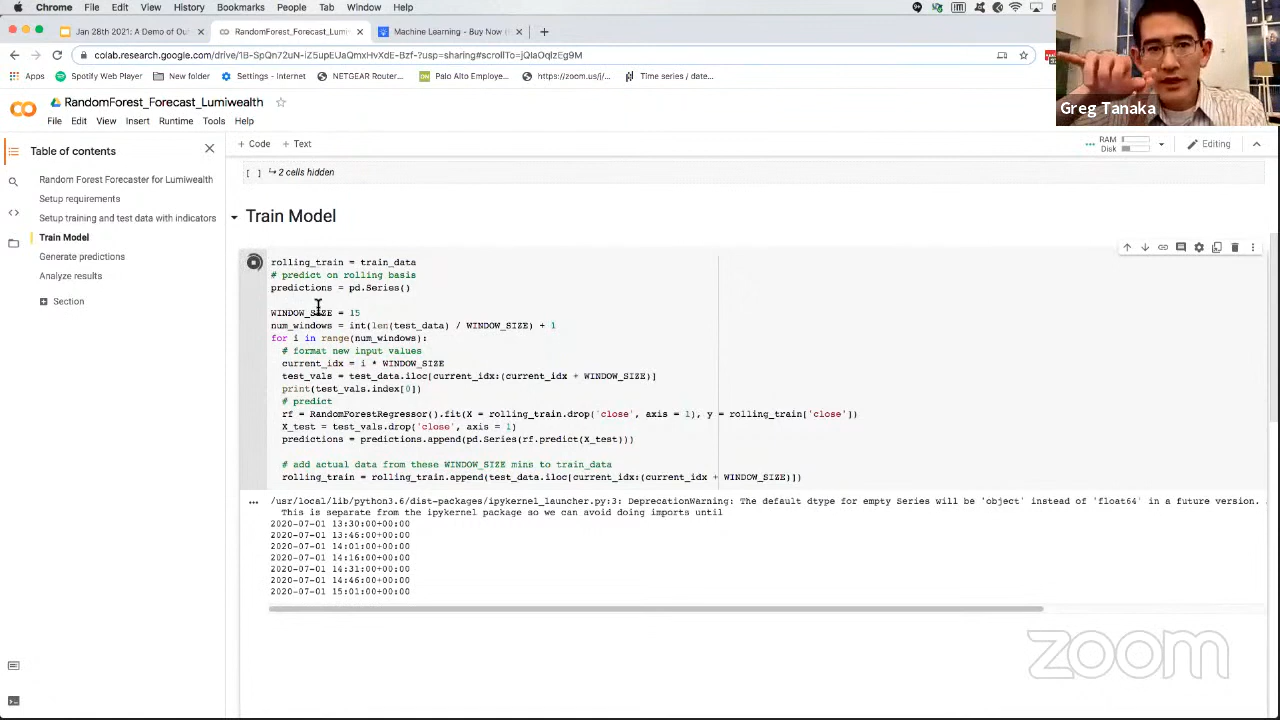 Chrome File Edit View History Bookmarks People Tab Window Help
Jan 28th 2021: A Demo of Out
RandomForest_Forecast_Lumi
Machine Learning - Buy Now |
colab.research.google.com/drive/
Apps Spotify Web Player New folder Settings - Internet NETGEAR Router... Palo Alto Employe... https://zoom.us/j/... Time series / date...
Greg Tanaka
RandomForest_Forecast_Lumiwealth
File Edit View Insert Runtime Tools Help
RAM
Disk
Editing
Table of contents
+ Code + Text
Random Forest Forecaster for Lumiwealth
Setup requirements
Setup training and test data with indicators
Train Model
Generate predictions
Analyze results
Section
[ ] 2 cells hidden
Train Model
rolling_train = train_data
# predict on rolling basis
predictions = pd.Series()
WINDOW_SIZE = 15
num_windows = int(len(test_data) / WINDOW_SIZE) + 1
for i in range(num_windows):
# format new input values
current_idx = i * WINDOW_SIZE
test_vals = test_data.iloc[current_idx:(current_idx + WINDOW_SIZE)]
print(test_vals.index[0])
# predict
rf = RandomForestRegressor().fit(X = rolling_train.drop('close', axis = 1), y = rolling_train['close'])
X_test = test_vals.drop('close', axis = 1)
predictions = predictions.append(pd.Series(rf.predict(X_test)))
# add actual data from these WINDOW_SIZE mins to train_data
rolling_train = rolling_train.append(test_data.iloc[current_idx:(current_idx + WINDOW_SIZE)])
/usr/local/lib/python3.6/dist-packages/ipykernel_launcher.py:3: DeprecationWarning: The default dtype for empty Series will be 'object' instead of 'float64' in a future version.
This is separate from the ipykernel package so we can avoid doing imports until
2020-07-01 13:30:00+00:00
2020-07-01 13:46:00+00:00
2020-07-01 14:01:00+00:00
2020-07-01 14:16:00+00:00
2020-07-01 14:31:00+00:00
2020-07-01 14:46:00+00:00
2020-07-01 15:01:00+00:00
zoom